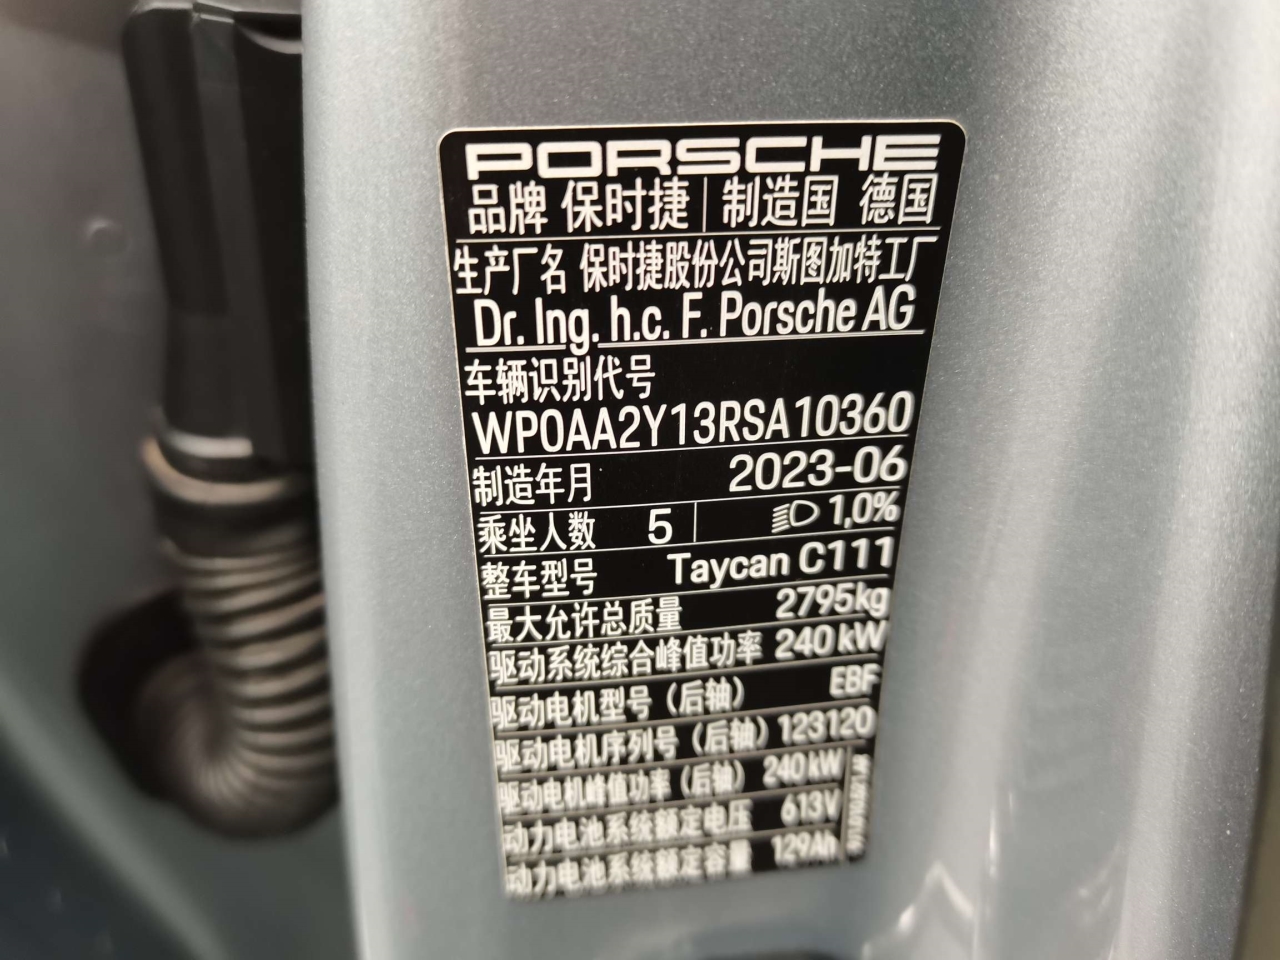 PORSCHE
品牌 保时捷 制造国 德国
生产厂名 保时捷股份公司斯图加特工厂
Dr. Ing. h.c. F. Porsche AG
车辆识别代号
WP0AA2Y13RSA10360
制造年月 2023-06
乘坐人数 5 1,0%
整车型号 Taycan C111
最大允许总质量 2795kg
驱动系统综合峰值功率 240 kW
驱动电机型号（后轴） EBF
驱动电机序列号（后轴） 123120
驱动电机峰值功率（后轴） 240 kW
动力电池系统额定电压 613V
动力电池系统额定容量 129Ah